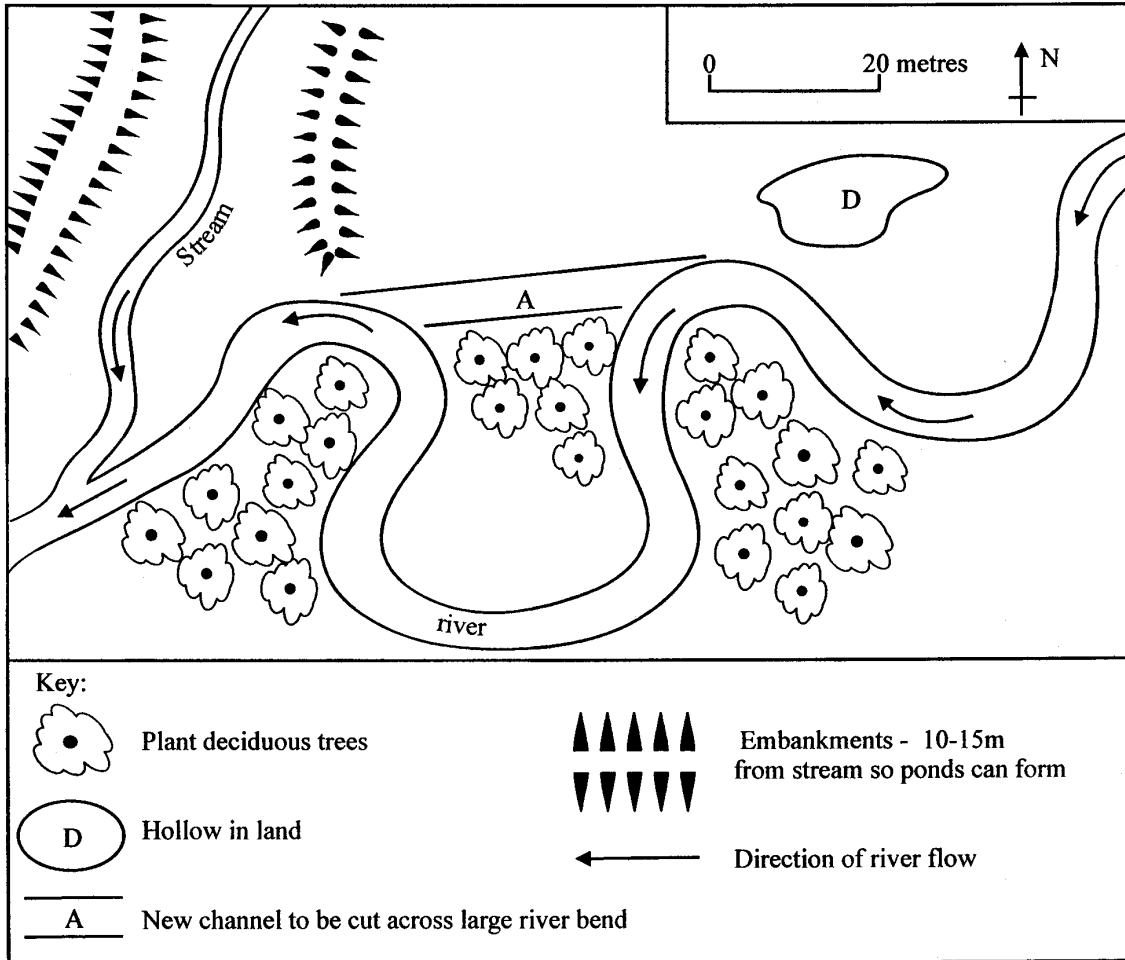 0 20 metres N
D
Stream
A
river
Key:
Plant deciduous trees
Embankments - 10-15m
from stream so ponds can form
D Hollow in land
Direction of river flow
A New channel to be cut across large river bend